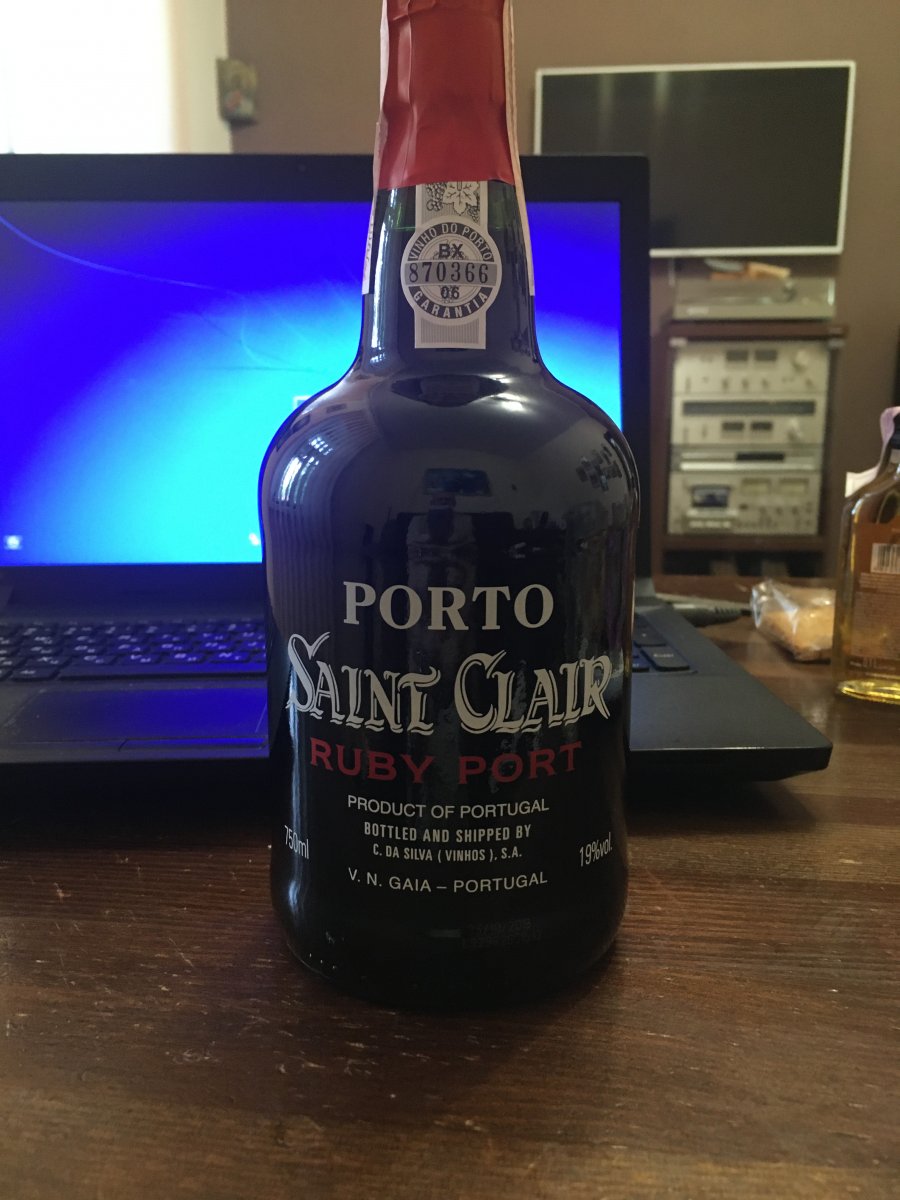 VINHO DO PORTO
BX
870366
06
GARANTIA
PORTO
SAINT CLAIR
RUBY PORT
PRODUCT OF PORTUGAL
BOTTLED AND SHIPPED BY
C. DA SILVA ( VINHOS ), S.A.
V. N. GAIA – PORTUGAL
750ml
19%vol.